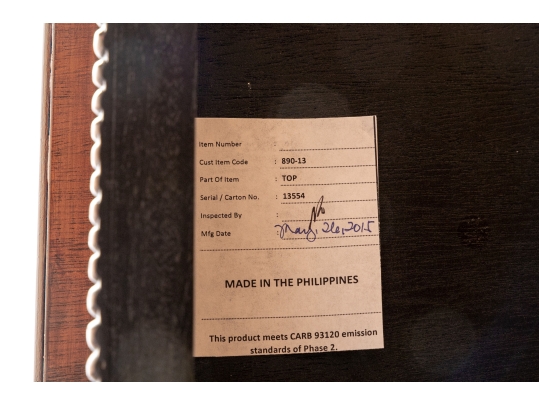 Item Number :
Cust Item Code : 890-13
Part Of Item : TOP
Serial / Carton No. : 13554
Inspected By :
Mfg Date : May 26, 2015
MADE IN THE PHILIPPINES
This product meets CARB 93120 emission
standards of Phase 2.